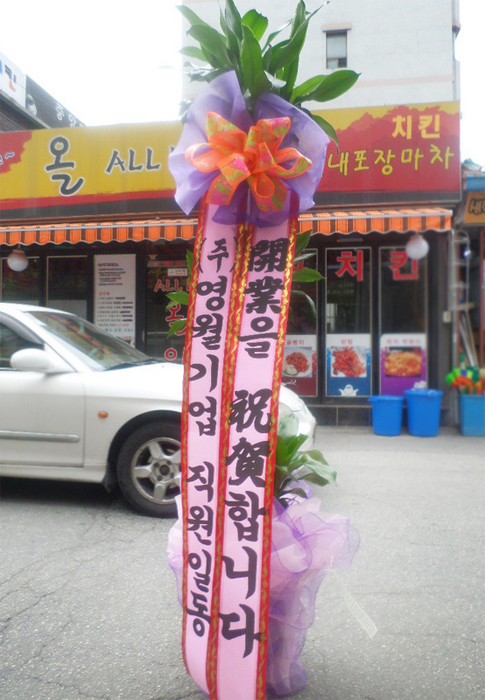 올 ALL
치킨
내포장마차
치킨
開業을 祝賀합니다
(주)영월기업 직원일동